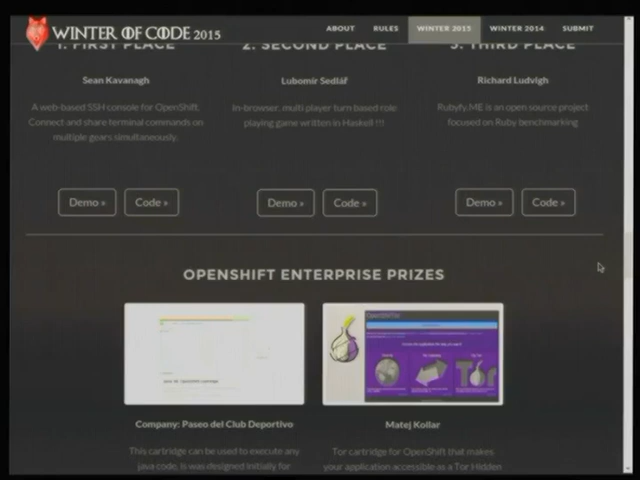 WINTER OF CODE 2015
ABOUT RULES WINTER 2015 WINTER 2014 SUBMIT
1. FIRST PLACE 2. SECOND PLACE 3. THIRD PLACE
Sean Kavanagh
A web-based SSH console for OpenShift.
Connect and share terminal commands on
multiple gears simultaneously.
Demo » Code »
Lubomír Sedlář
In-browser, multi player turn based role
playing game written in Haskell !!!
Demo » Code »
Richard Ludvigh
Rubyfy.ME is an open source project
focused on Ruby benchmarking
Demo » Code »
OPENSHIFT ENTERPRISE PRIZES
Company: Paseo del Club Deportivo
This cartridge can be used to execute any
java code, is was designed initially for
Tor
Matej Kollar
Tor cartridge for OpenShift that makes
your application accessible as a Tor Hidden